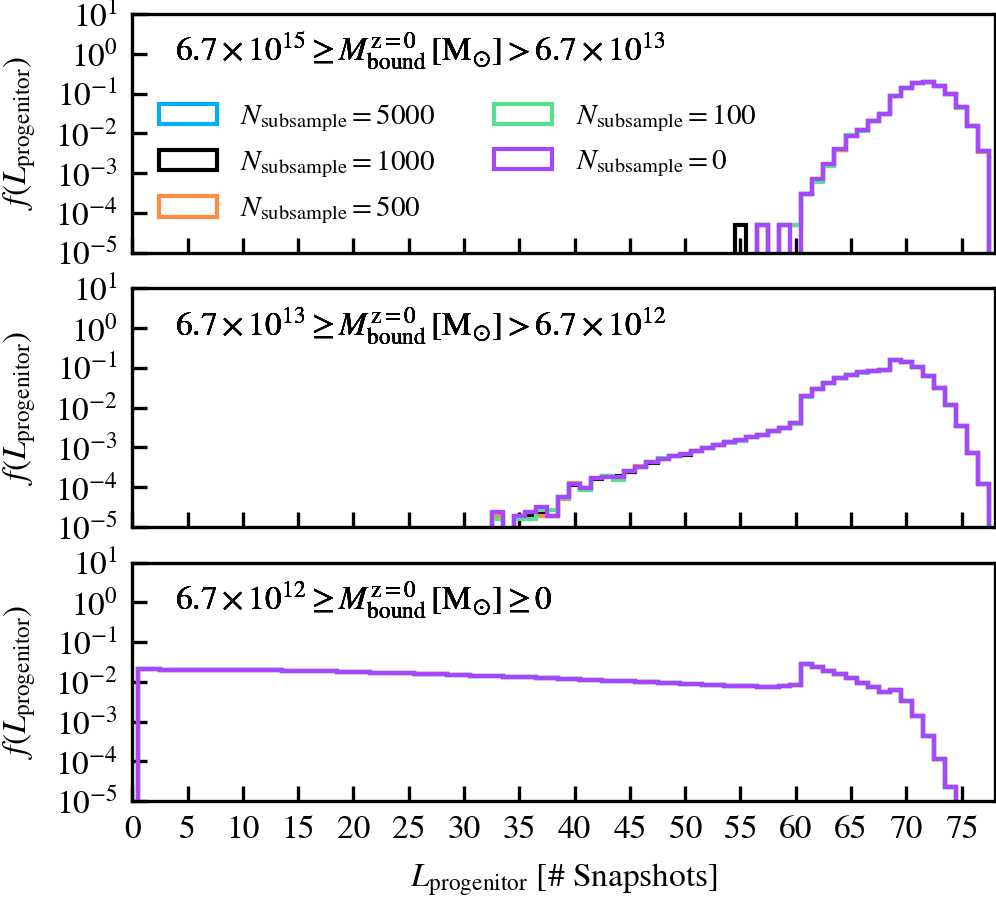 10^1
10^0
10^−1
10^−2
10^−3
10^−4
10^−5
f(L_progenitor)
6.7×10^15 ≥ M_bound^z=0 [M_⊙] > 6.7×10^13
N_subsample = 5000
N_subsample = 1000
N_subsample = 500
N_subsample = 100
N_subsample = 0
10^1
10^0
10^−1
10^−2
10^−3
10^−4
10^−5
f(L_progenitor)
6.7×10^13 ≥ M_bound^z=0 [M_⊙] > 6.7×10^12
10^1
10^0
10^−1
10^−2
10^−3
10^−4
10^−5
f(L_progenitor)
6.7×10^12 ≥ M_bound^z=0 [M_⊙] ≥ 0
0 5 10 15 20 25 30 35 40 45 50 55 60 65 70 75
L_progenitor [# Snapshots]